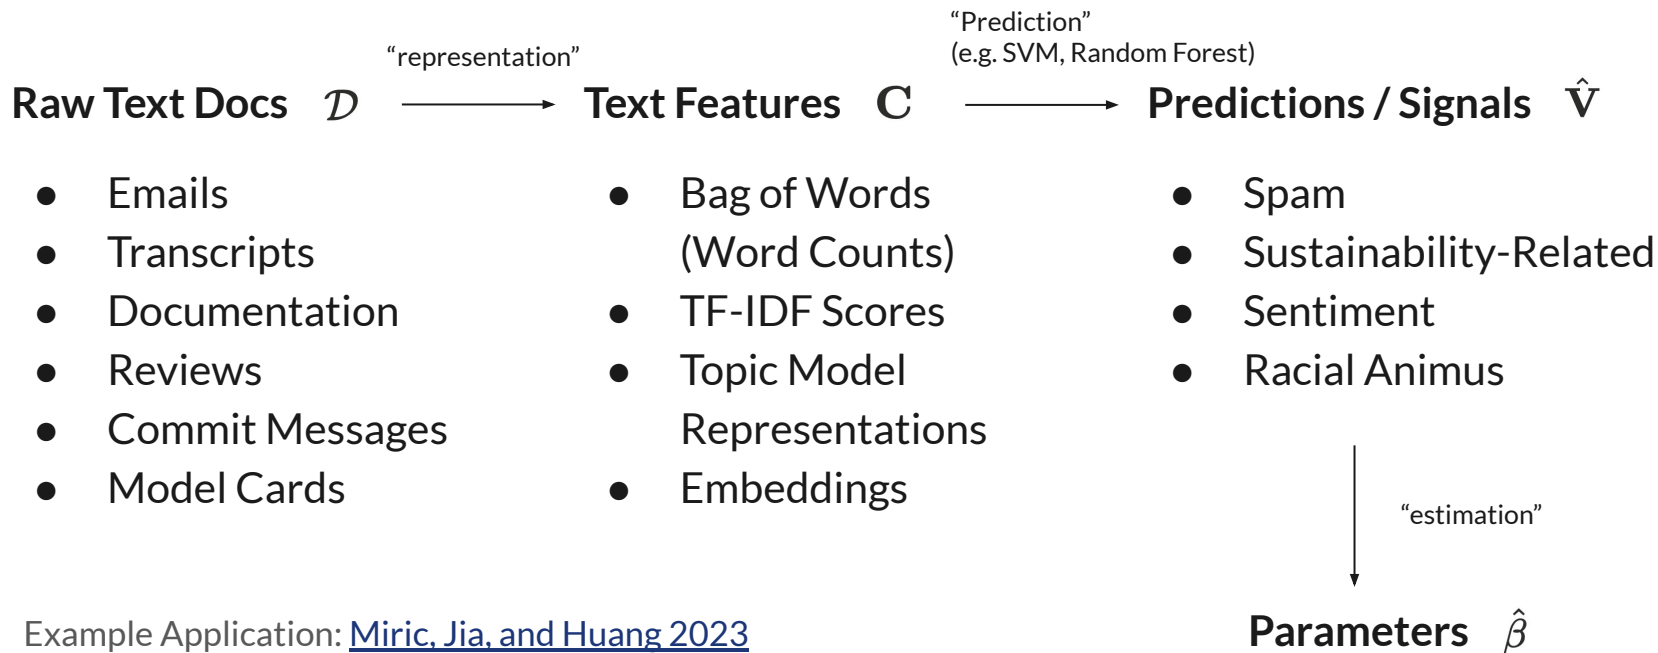 “Prediction”
(e.g. SVM, Random Forest)
“representation”
Raw Text Docs 𝒟 Text Features C Predictions / Signals V̂
● Emails
● Transcripts
● Documentation
● Reviews
● Commit Messages
● Model Cards
● Bag of Words
(Word Counts)
● TF-IDF Scores
● Topic Model
Representations
● Embeddings
● Spam
● Sustainability-Related
● Sentiment
● Racial Animus
“estimation”
Parameters β̂
Example Application: Miric, Jia, and Huang 2023